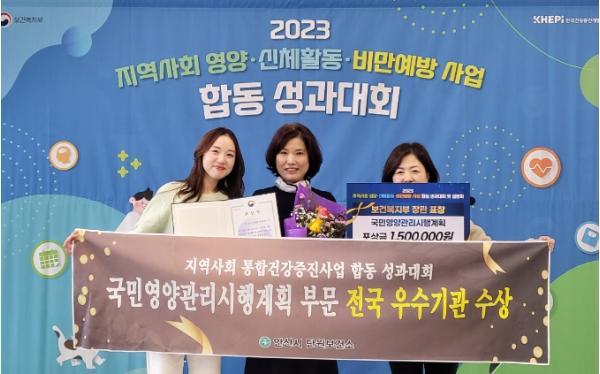 보건복지부
KHEPI 한국건강증진개발원
2023
지역사회 영양·신체활동·비만예방 사업
합동 성과대회
2023
보건복지부 장관 표창
국민영양관리시행계획
포상금 1,500,000원
지역사회 통합건강증진사업 합동 성과대회
국민영양관리시행계획 부문 전국 우수기관 수상
안산시 단원보건소